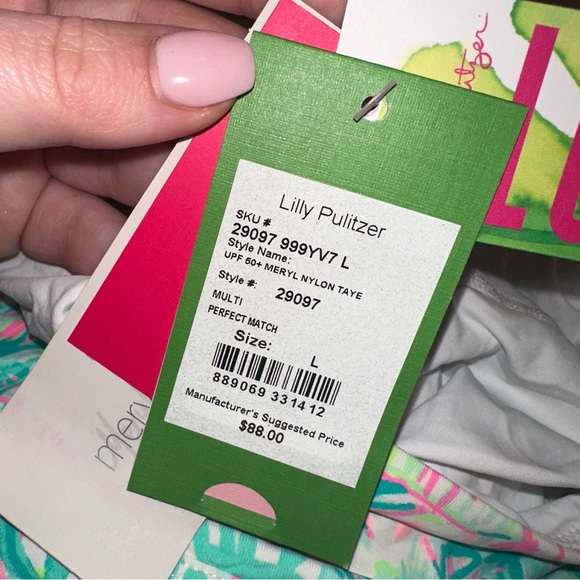 Lilly Pulitzer
SKU #
29097 999YV7 L
Style Name:
UPF 50+ MERYL NYLON TAYE
Style #: 29097
MULTI
PERFECT MATCH
Size: L
889069 331412
Manufacturer's Suggested Price
$88.00